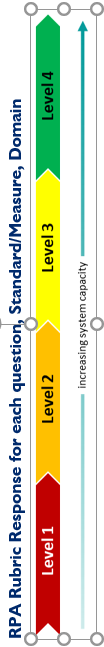 RPA Rubric Response for each question, Standard/Measure, Domain
Level 1
Level 2
Level 3
Level 4
increasing system capacity